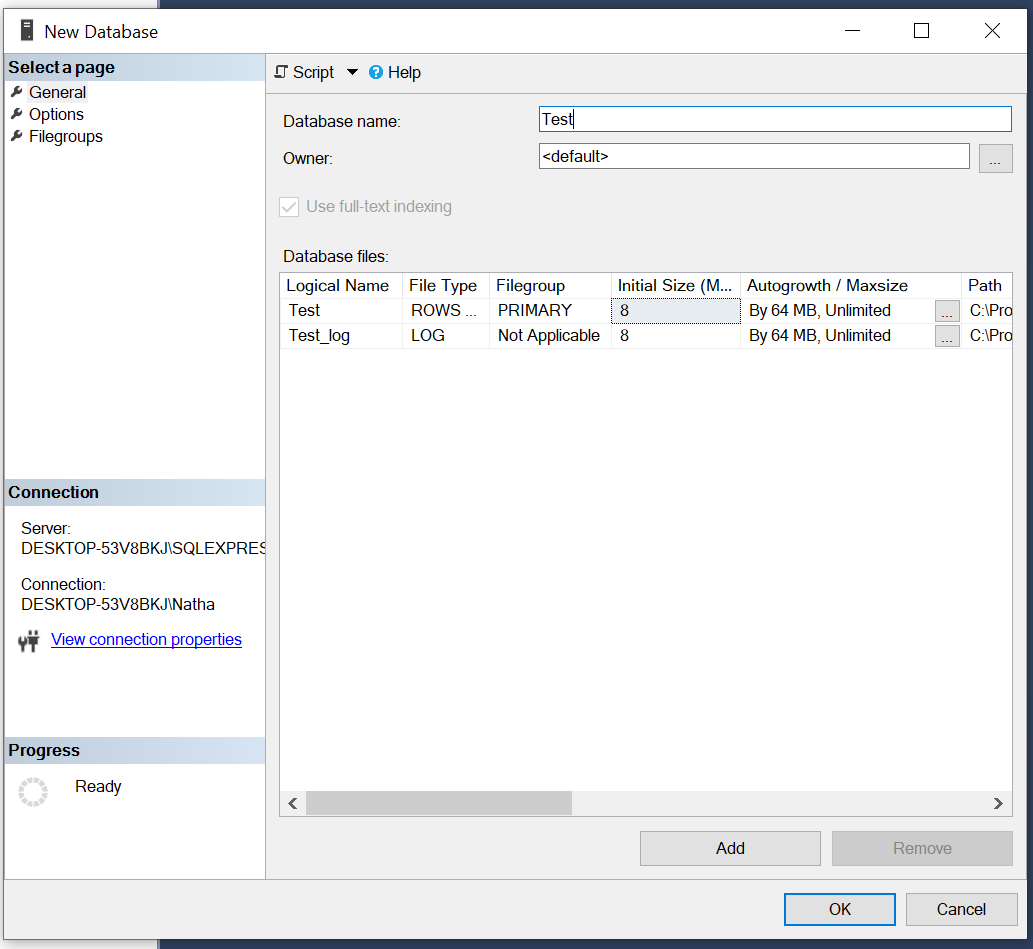 New Database
Select a page
General
Options
Filegroups
Script
Help
Database name:
Test
Owner:
<default>
...
Use full-text indexing
Database files:
Logical Name File Type Filegroup Initial Size (M... Autogrowth / Maxsize Path
Test ROWS ... PRIMARY 8 By 64 MB, Unlimited ... C:\Pro
Test_log LOG Not Applicable 8 By 64 MB, Unlimited ... C:\Pro
Connection
Server:
DESKTOP-53V8BKJ\SQLEXPRES
Connection:
DESKTOP-53V8BKJ\Natha
View connection properties
Progress
Ready
Add
Remove
OK
Cancel